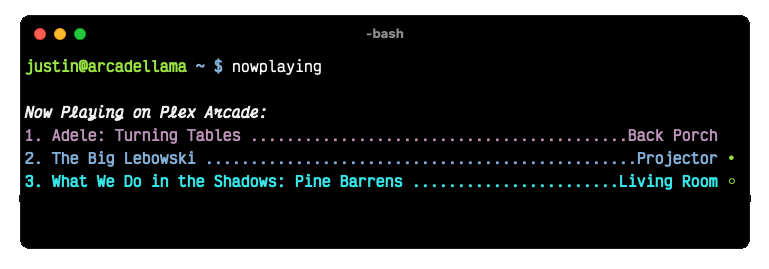 -bash
justin@arcadellama ~ $ nowplaying
Now Playing on Plex Arcade:
1. Adele: Turning Tables ..........................................Back Porch
2. The Big Lebowski ................................................Projector •
3. What We Do in the Shadows: Pine Barrens .......................Living Room ○